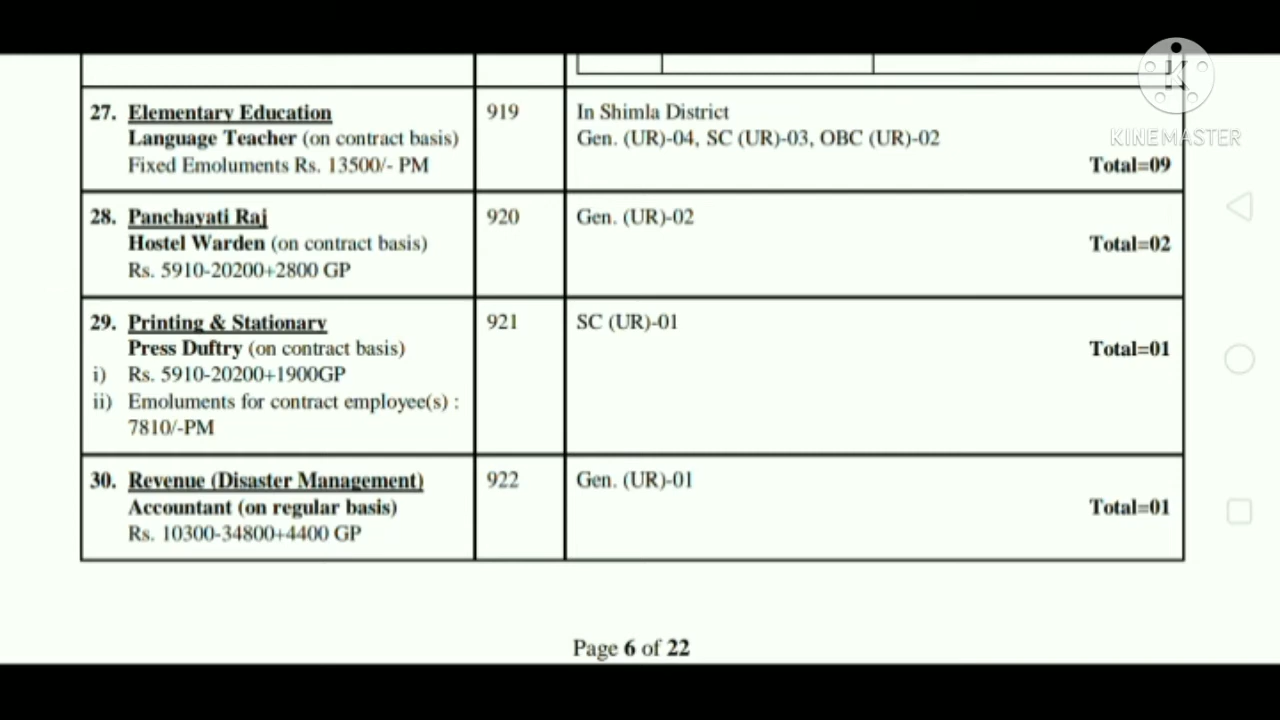 27. Elementary Education
Language Teacher (on contract basis)
Fixed Emoluments Rs. 13500/- PM
919
In Shimla District
Gen. (UR)-04, SC (UR)-03, OBC (UR)-02
Total=09
28. Panchayati Raj
Hostel Warden (on contract basis)
Rs. 5910-20200+2800 GP
920
Gen. (UR)-02
Total=02
29. Printing & Stationary
Press Duftry (on contract basis)
i) Rs. 5910-20200+1900GP
ii) Emoluments for contract employee(s) :
7810/-PM
921
SC (UR)-01
Total=01
30. Revenue (Disaster Management)
Accountant (on regular basis)
Rs. 10300-34800+4400 GP
922
Gen. (UR)-01
Total=01
Page 6 of 22
K
KINEMASTER